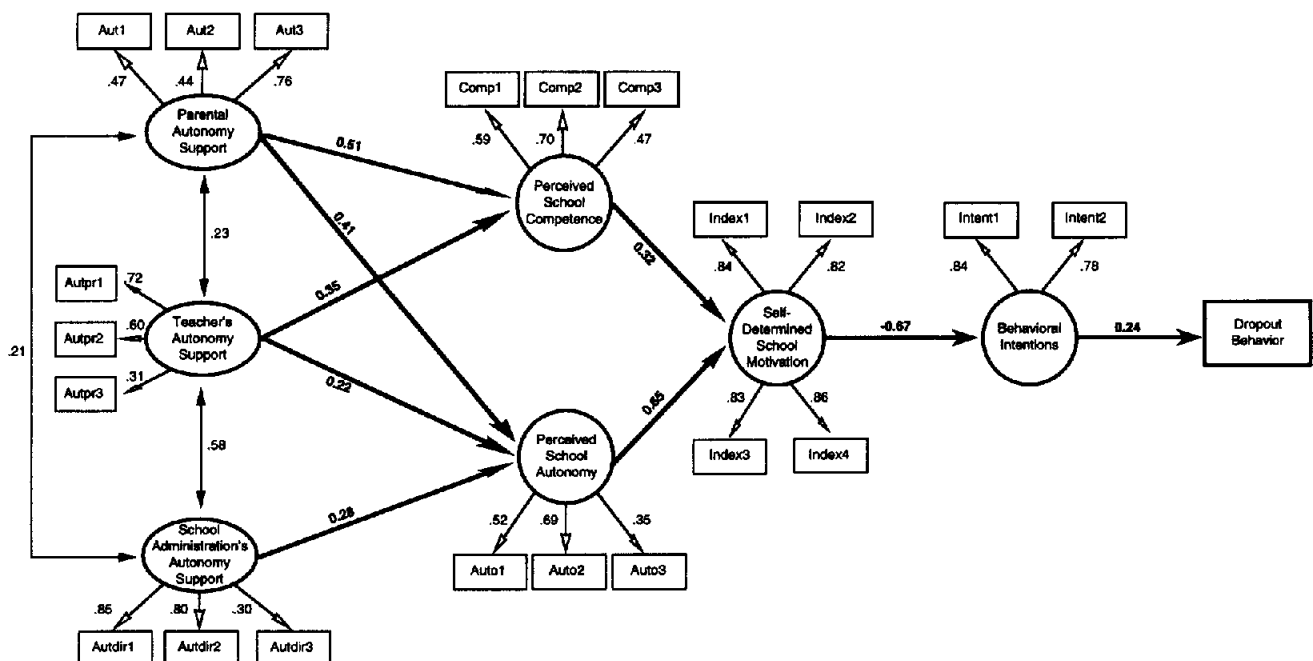 Aut1
Aut2
Aut3
.47
.44
.76
Parental
Autonomy
Support
Comp1
Comp2
Comp3
.59
.70
.47
Perceived
School
Competence
0.51
0.41
.23
.21
Autpr1
Autpr2
Autpr3
.72
.60
.31
Teacher's
Autonomy
Support
0.35
0.22
.58
School
Administration's
Autonomy
Support
0.28
.85
.80
.30
Autdir1
Autdir2
Autdir3
Perceived
School
Autonomy
.52
.69
.35
Auto1
Auto2
Auto3
0.32
0.65
Index1
Index2
.84
.82
Self-
Determined
School
Motivation
.83
.86
Index3
Index4
-0.67
Intent1
Intent2
.84
.78
Behavioral
Intentions
0.24
Dropout
Behavior